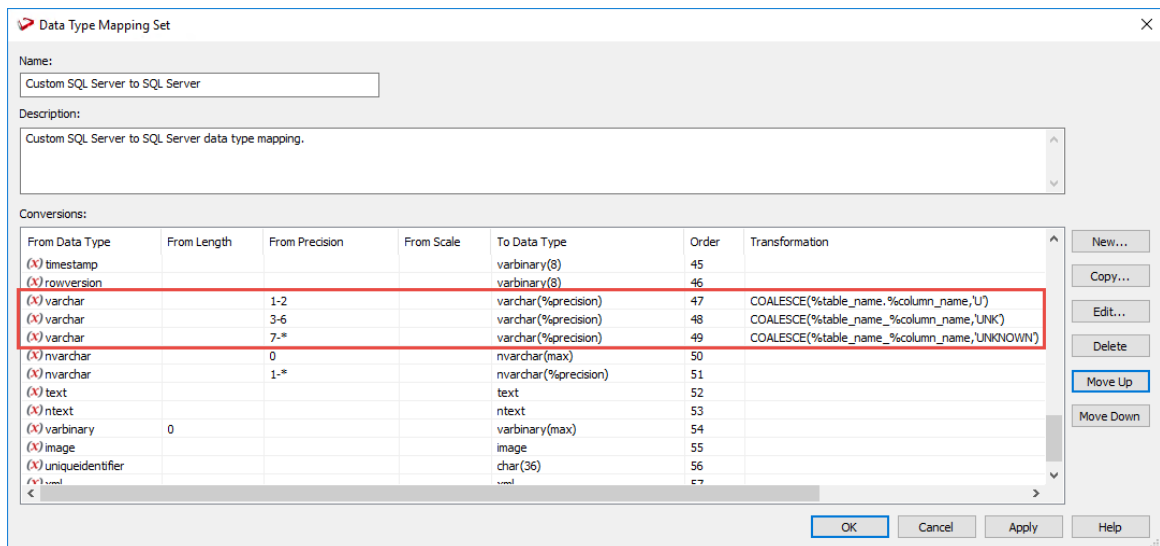 Data Type Mapping Set
Name:
Custom SQL Server to SQL Server
Description:
Custom SQL Server to SQL Server data type mapping.
Conversions:
From Data Type From Length From Precision From Scale To Data Type Order Transformation
(x) timestamp varbinary(8) 45
(x) rowversion varbinary(8) 46
(x) varchar 1-2 varchar(%precision) 47 COALESCE(%table_name.%column_name,'U')
(x) varchar 3-6 varchar(%precision) 48 COALESCE(%table_name_%column_name,'UNK')
(x) varchar 7-* varchar(%precision) 49 COALESCE(%table_name_%column_name,'UNKNOWN')
(x) nvarchar 0 nvarchar(max) 50
(x) nvarchar 1-* nvarchar(%precision) 51
(x) text text 52
(x) ntext ntext 53
(x) varbinary 0 varbinary(max) 54
(x) image image 55
(x) uniqueidentifier char(36) 56
(x) xml xml 57
New...
Copy...
Edit...
Delete
Move Up
Move Down
OK Cancel Apply Help